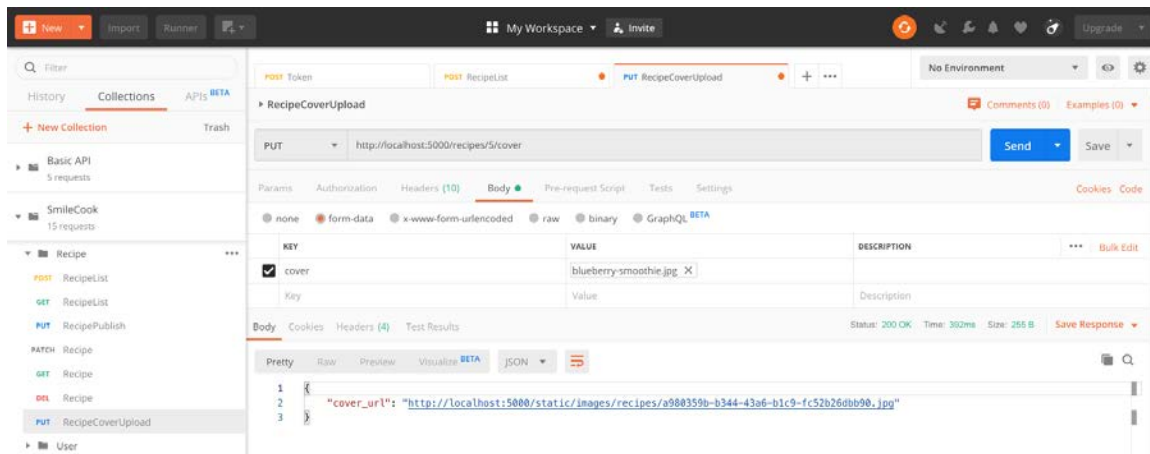 New Import Runner My Workspace Invite Upgrade
Filter
History Collections APIs BETA
+ New Collection Trash
Basic API
5 requests
SmileCook
15 requests
Recipe
POST RecipeList
GET RecipeList
PUT RecipePublish
PATCH Recipe
GET Recipe
DEL Recipe
PUT RecipeCoverUpload
User
POST Token POST RecipeList PUT RecipeCoverUpload + ••• No Environment
RecipeCoverUpload Comments (0) Examples (0)
PUT http://localhost:5000/recipes/5/cover Send Save
Params Authorization Headers (10) Body Pre-request Script Tests Settings Cookies Code
none form-data x-www-form-urlencoded raw binary GraphQL BETA
KEY VALUE DESCRIPTION ••• Bulk Edit
cover blueberry-smoothie.jpg X
Key Value Description
Body Cookies Headers (4) Test Results Status: 200 OK Time: 302ms Size: 255 B Save Response
Pretty Raw Preview Visualize BETA JSON
1 {
2 "cover_url": "http://localhost:5000/static/images/recipes/a980359b-b344-43a6-b1c9-fc52b26dbb90.jpg"
3 }